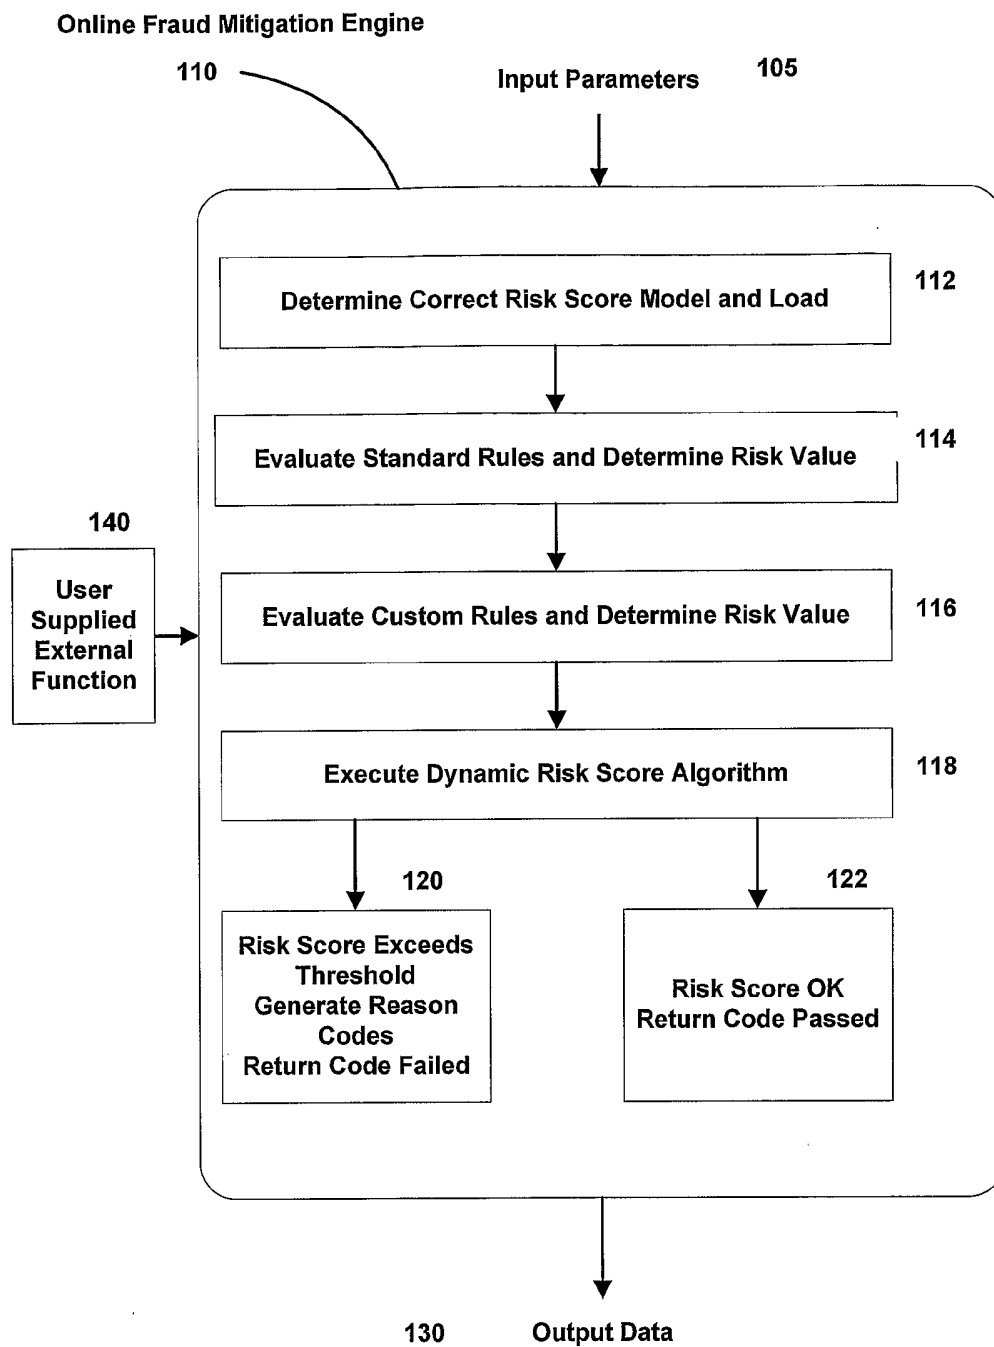 Online Fraud Mitigation Engine
110
Input Parameters
105
Determine Correct Risk Score Model and Load
112
Evaluate Standard Rules and Determine Risk Value
114
140
User
Supplied
External
Function
Evaluate Custom Rules and Determine Risk Value
116
Execute Dynamic Risk Score Algorithm
118
120
Risk Score Exceeds
Threshold
Generate Reason
Codes
Return Code Failed
122
Risk Score OK
Return Code Passed
130
Output Data